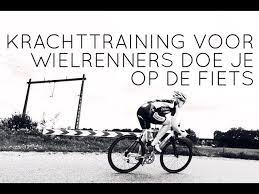 KRACHTTRAINING VOOR
WIELRENNERS DOE JE
OP DE FIETS